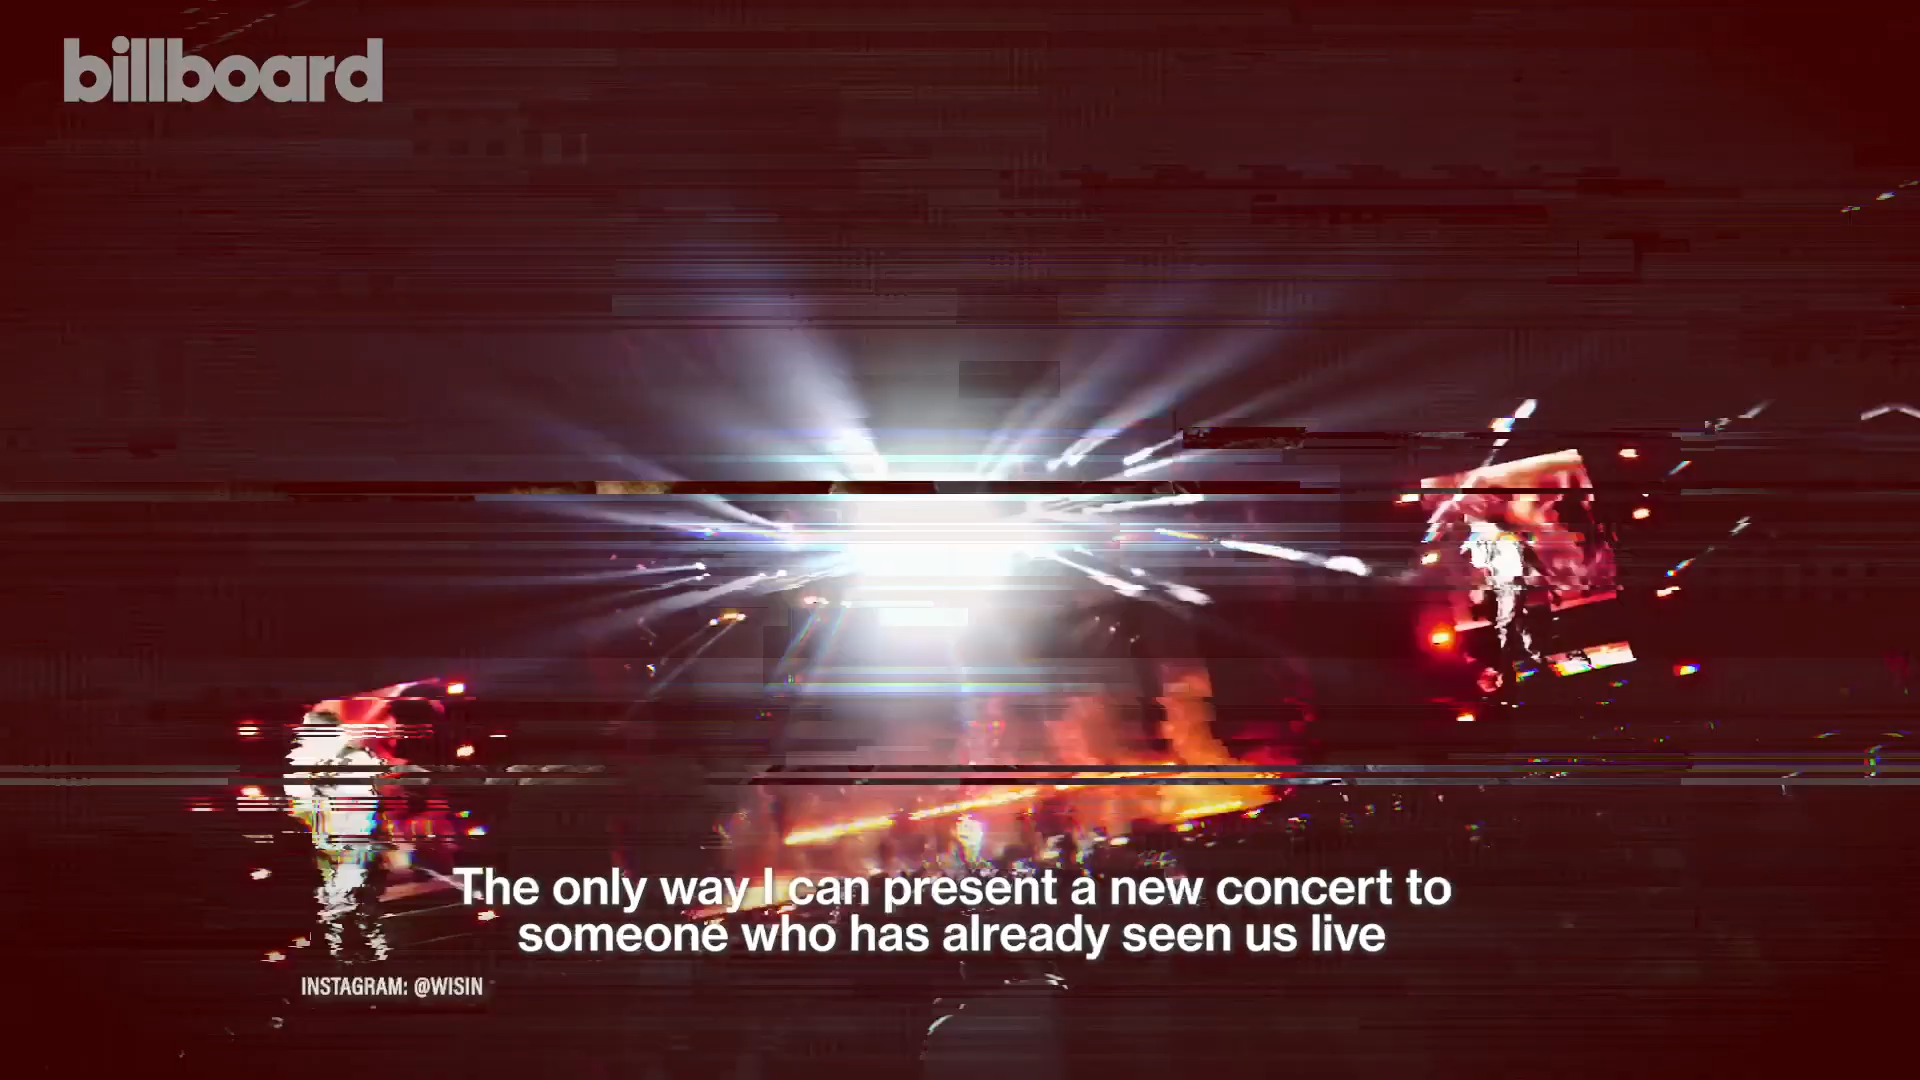 billboard
The only way I can present a new concert to
someone who has already seen us live
INSTAGRAM: @WISIN